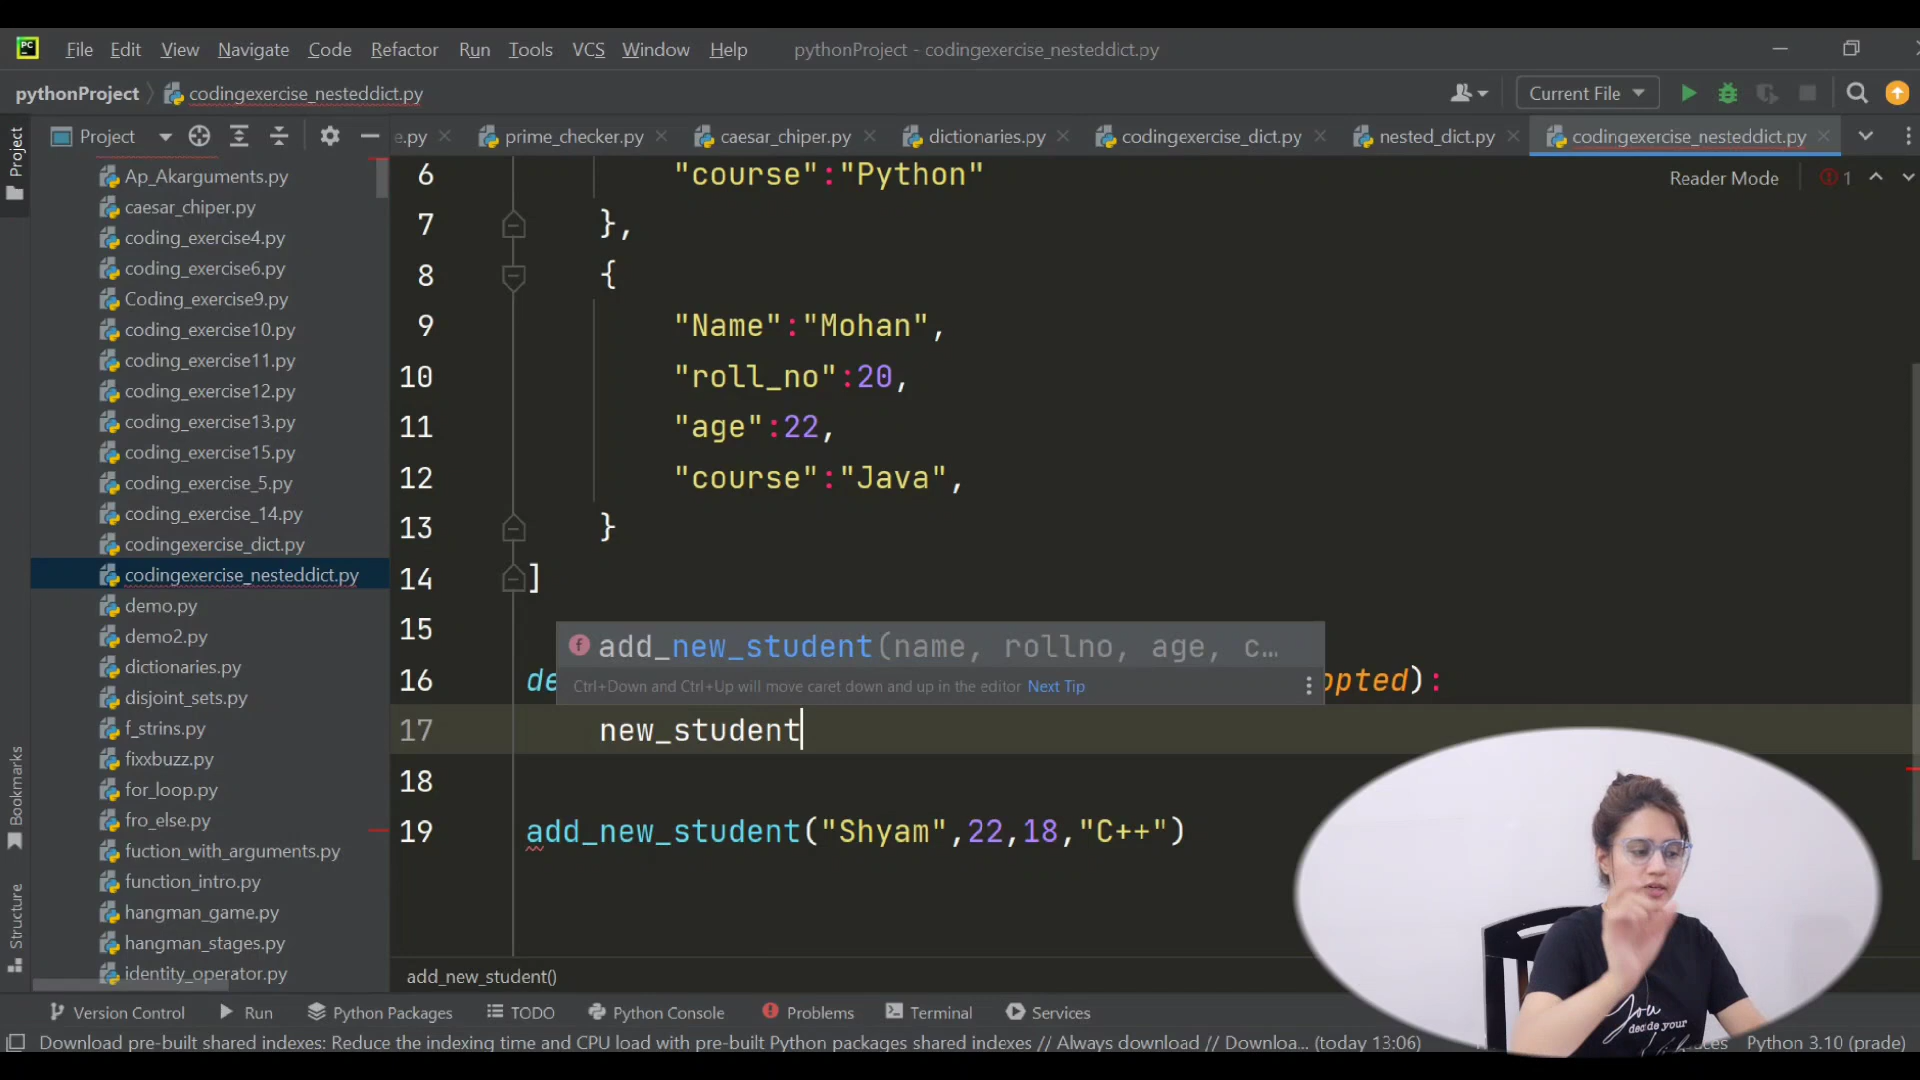 PC File Edit View Navigate Code Refactor Run Tools VCS Window Help pythonProject - codingexercise_nesteddict.py
pythonProject codingexercise_nesteddict.py Current File
Project e.py prime_checker.py caesar_chiper.py dictionaries.py codingexercise_dict.py nested_dict.py codingexercise_nesteddict.py
Project
Reader Mode 1
Ap_Akarguments.py
caesar_chiper.py
coding_exercise4.py
coding_exercise6.py
Coding_exercise9.py
coding_exercise10.py
coding_exercise11.py
coding_exercise12.py
coding_exercise13.py
coding_exercise15.py
coding_exercise_5.py
coding_exercise_14.py
codingexercise_dict.py
codingexercise_nesteddict.py
demo.py
demo2.py
dictionaries.py
disjoint_sets.py
f_strins.py
fixxbuzz.py
for_loop.py
fro_else.py
fuction_with_arguments.py
function_intro.py
hangman_game.py
hangman_stages.py
identity_operator.py
Bookmarks
Structure
6 "course":"Python"
7 },
8 {
9 "Name":"Mohan",
10 "roll_no":20,
11 "age":22,
12 "course":"Java",
13 }
14 ]
15
add_new_student(name, rollno, age, c…
Ctrl+Down and Ctrl+Up will move caret down and up in the editor Next Tip
16 de opted):
17 new_student
18
19 add_new_student("Shyam",22,18,"C++")
add_new_student()
You
decide your
Version Control Run Python Packages TODO Python Console Problems Terminal Services
Download pre-built shared indexes: Reduce the indexing time and CPU load with pre-built Python packages shared indexes // Always download // Downloa... (today 13:06) Python 3.10 (prade)